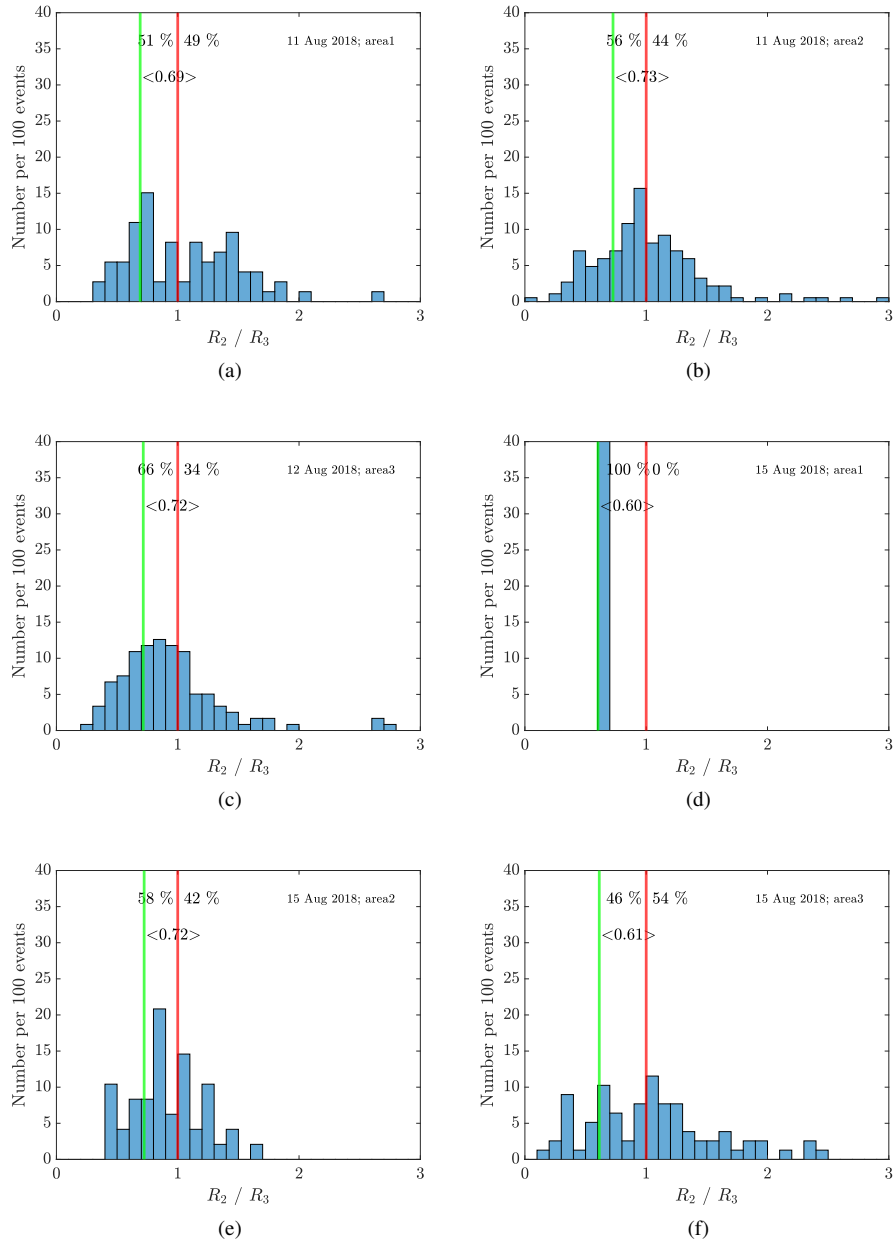 51 % 49 %
11 Aug 2018; area1
<0.69>
Number per 100 events
40
35
30
25
20
15
10
5
0
0 1 2 3
R₂ / R₃
(a)
56 % 44 %
11 Aug 2018; area2
<0.73>
Number per 100 events
40
35
30
25
20
15
10
5
0
0 1 2 3
R₂ / R₃
(b)
66 % 34 %
12 Aug 2018; area3
<0.72>
Number per 100 events
40
35
30
25
20
15
10
5
0
0 1 2 3
R₂ / R₃
(c)
100 % 0 %
15 Aug 2018; area1
<0.60>
Number per 100 events
40
35
30
25
20
15
10
5
0
0 1 2 3
R₂ / R₃
(d)
58 % 42 %
15 Aug 2018; area2
<0.72>
Number per 100 events
40
35
30
25
20
15
10
5
0
0 1 2 3
R₂ / R₃
(e)
46 % 54 %
15 Aug 2018; area3
<0.61>
Number per 100 events
40
35
30
25
20
15
10
5
0
0 1 2 3
R₂ / R₃
(f)